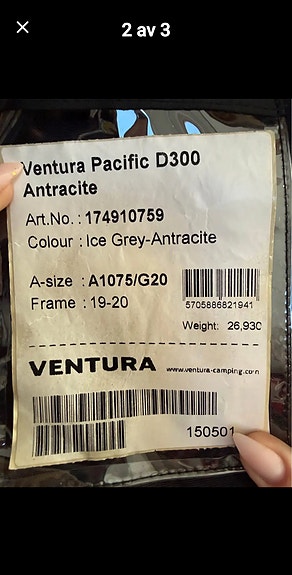 2 av 3
Ventura Pacific D300
Antracite
Art.No. : 174910759
Colour : Ice Grey-Antracite
A-size : A1075/G20
Frame : 19-20
5705886821941
Weight: 26,930
VENTURA www.ventura-camping.com
150501